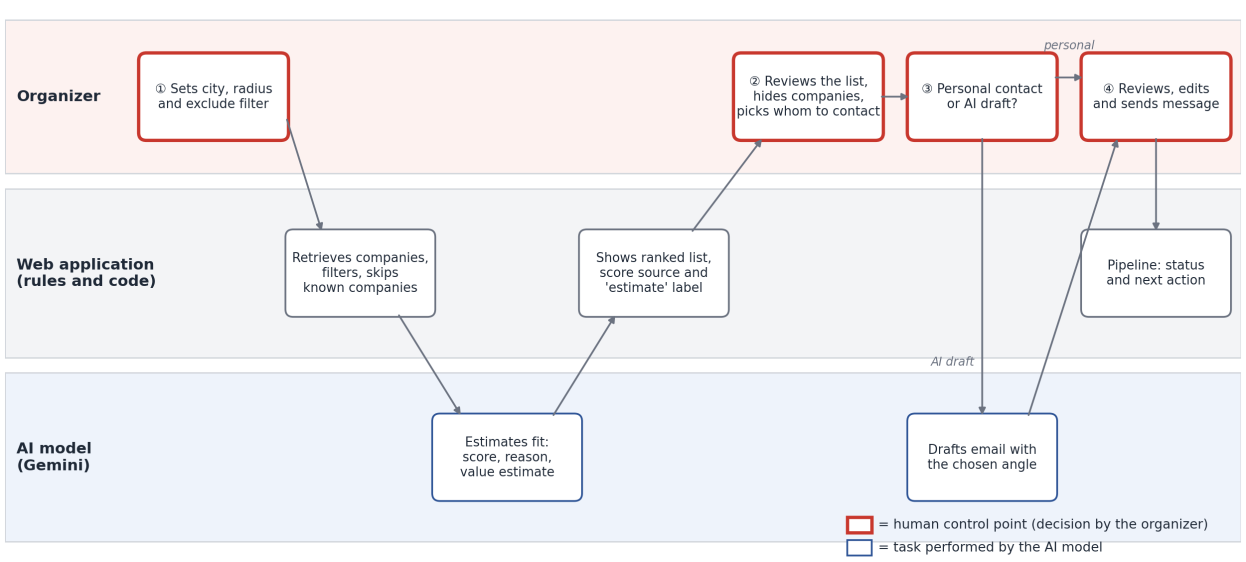 personal
Organizer
① Sets city, radius
and exclude filter
② Reviews the list,
hides companies,
picks whom to contact
③ Personal contact
or AI draft?
④ Reviews, edits
and sends message
Web application
(rules and code)
Retrieves companies,
filters, skips
known companies
Shows ranked list,
score source and
'estimate' label
Pipeline: status
and next action
AI draft
AI model
(Gemini)
Estimates fit:
score, reason,
value estimate
Drafts email with
the chosen angle
= human control point (decision by the organizer)
= task performed by the AI model